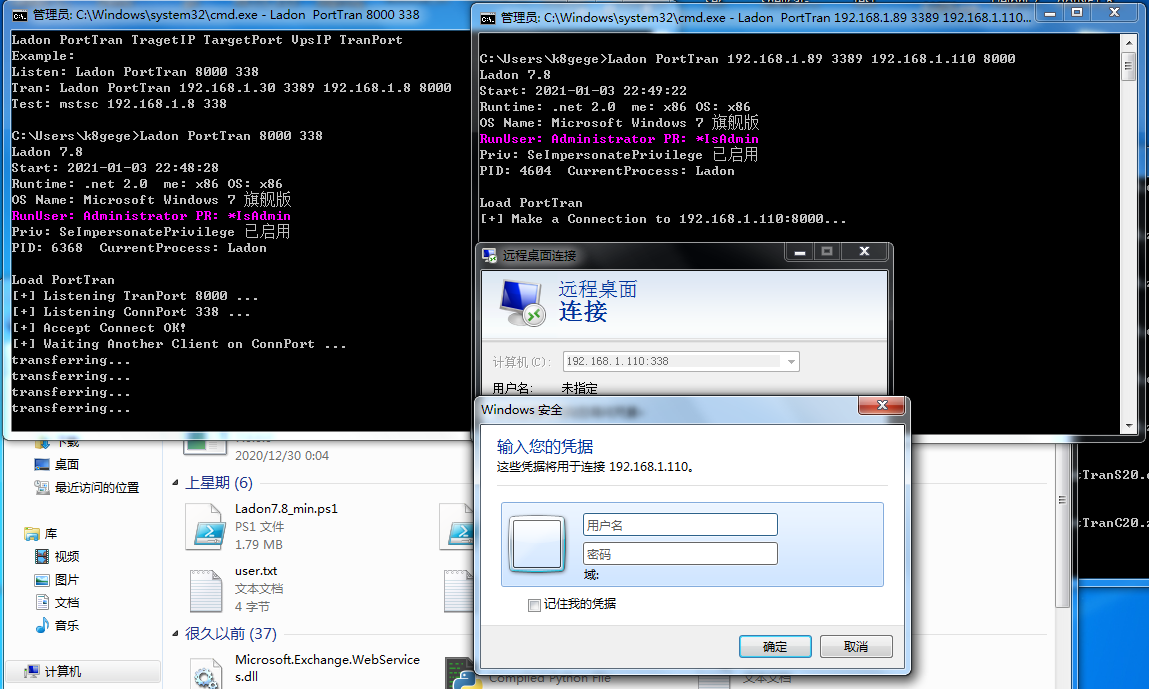 管理员: C:\Windows\system32\cmd.exe - Ladon  PortTran 8000 338
Ladon PortTran TragetIP TargetPort VpsIP TranPort
Example:
Listen: Ladon PortTran 8000 338
Tran: Ladon PortTran 192.168.1.30 3389 192.168.1.8 8000
Test: mstsc 192.168.1.8 338
C:\Users\k8gege>Ladon PortTran 8000 338
Ladon 7.8
Start: 2021-01-03 22:48:28
Runtime: .net 2.0  me: x86 OS: x86
OS Name: Microsoft Windows 7 旗舰版
RunUser: Administrator PR: *IsAdmin
Priv: SeImpersonatePrivilege 已启用
PID: 6368  CurrentProcess: Ladon
Load PortTran
[+] Listening TranPort 8000 ...
[+] Listening ConnPort 338 ...
[+] Accept Connect OK!
[+] Waiting Another Client on ConnPort ...
transferring...
transferring...
transferring...
transferring...
管理员: C:\Windows\system32\cmd.exe - Ladon  PortTran 192.168.1.89 3389 192.168.1.110...
C:\Users\k8gege>Ladon PortTran 192.168.1.89 3389 192.168.1.110 8000
Ladon 7.8
Start: 2021-01-03 22:49:22
Runtime: .net 2.0  me: x86 OS: x86
OS Name: Microsoft Windows 7 旗舰版
RunUser: Administrator PR: *IsAdmin
Priv: SeImpersonatePrivilege 已启用
PID: 4604  CurrentProcess: Ladon
Load PortTran
[+] Make a Connection to 192.168.1.110:8000...
远程桌面连接
远程桌面
连接
计算机(C): 192.168.1.110:338
用户名: 未指定
Windows 安全
输入您的凭据
这些凭据将用于连接 192.168.1.110。
用户名
密码
域:
记住我的凭据
确定 取消
下载
桌面
最近访问的位置
库
视频
图片
文档
音乐
计算机
2020/12/30 0:04
上星期 (6)
Ladon7.8_min.ps1
PS1 文件
1.79 MB
user.txt
文本文档
4 字节
很久以前 (37)
Microsoft.Exchange.WebService
s.dll
Compiled Python File
文本文档
tTranS20.
tTranC20.